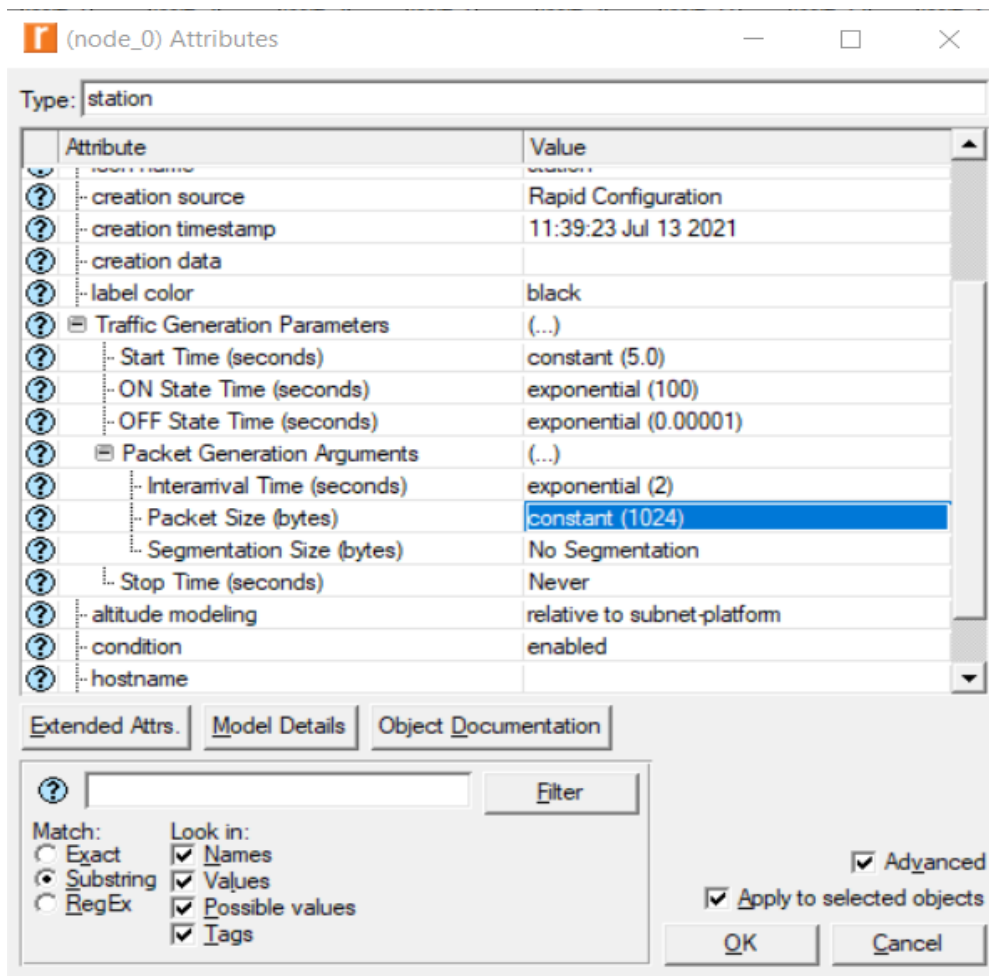 r (node_0) Attributes
Type: station
Attribute Value
creation source Rapid Configuration
creation timestamp 11:39:23 Jul 13 2021
creation data
label color black
Traffic Generation Parameters (...)
Start Time (seconds) constant (5.0)
ON State Time (seconds) exponential (100)
OFF State Time (seconds) exponential (0.00001)
Packet Generation Arguments (...)
Interarrival Time (seconds) exponential (2)
Packet Size (bytes) constant (1024)
Segmentation Size (bytes) No Segmentation
Stop Time (seconds) Never
altitude modeling relative to subnet-platform
condition enabled
hostname
Extended Attrs. Model Details Object Documentation
Filter
Match: Look in:
Exact Names
Substring Values
RegEx Possible values
Tags
Advanced
Apply to selected objects
OK Cancel